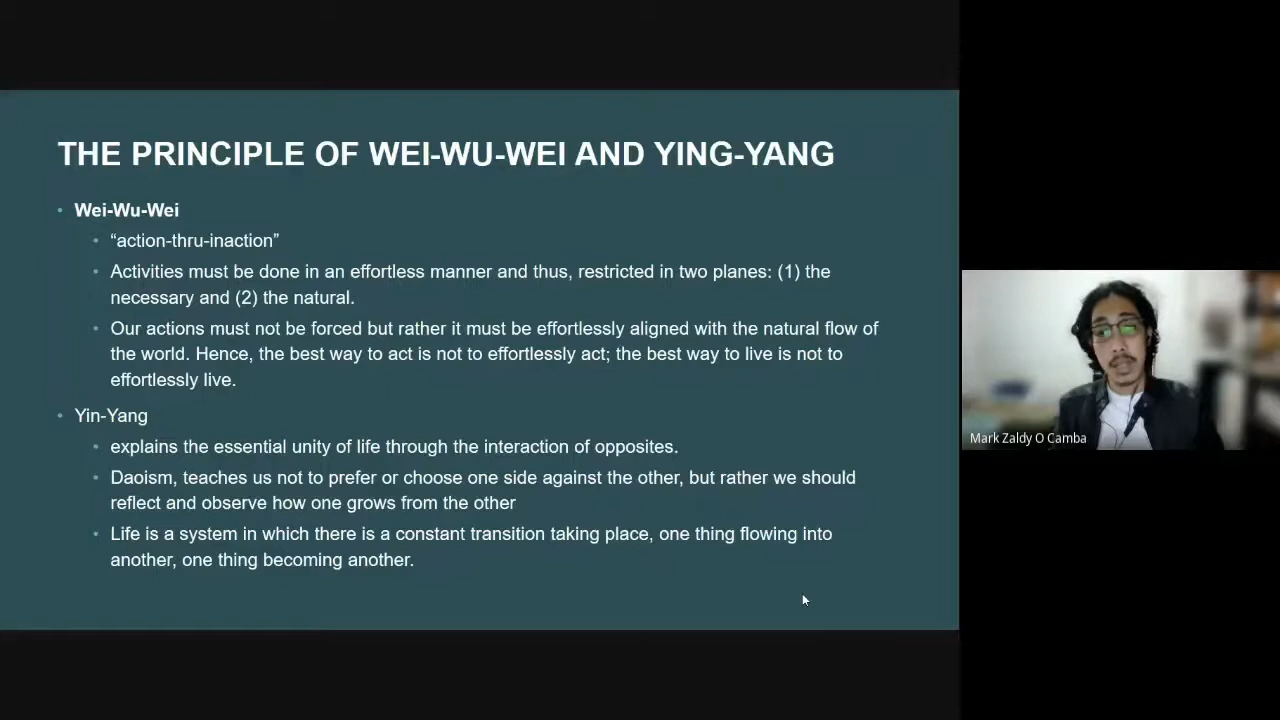 THE PRINCIPLE OF WEI-WU-WEI AND YING-YANG
• Wei-Wu-Wei
• “action-thru-inaction”
• Activities must be done in an effortless manner and thus, restricted in two planes: (1) the
necessary and (2) the natural.
• Our actions must not be forced but rather it must be effortlessly aligned with the natural flow of
the world. Hence, the best way to act is not to effortlessly act; the best way to live is not to
effortlessly live.
• Yin-Yang
• explains the essential unity of life through the interaction of opposites.
• Daoism, teaches us not to prefer or choose one side against the other, but rather we should
reflect and observe how one grows from the other
• Life is a system in which there is a constant transition taking place, one thing flowing into
another, one thing becoming another.
Mark Zaldy O Camba